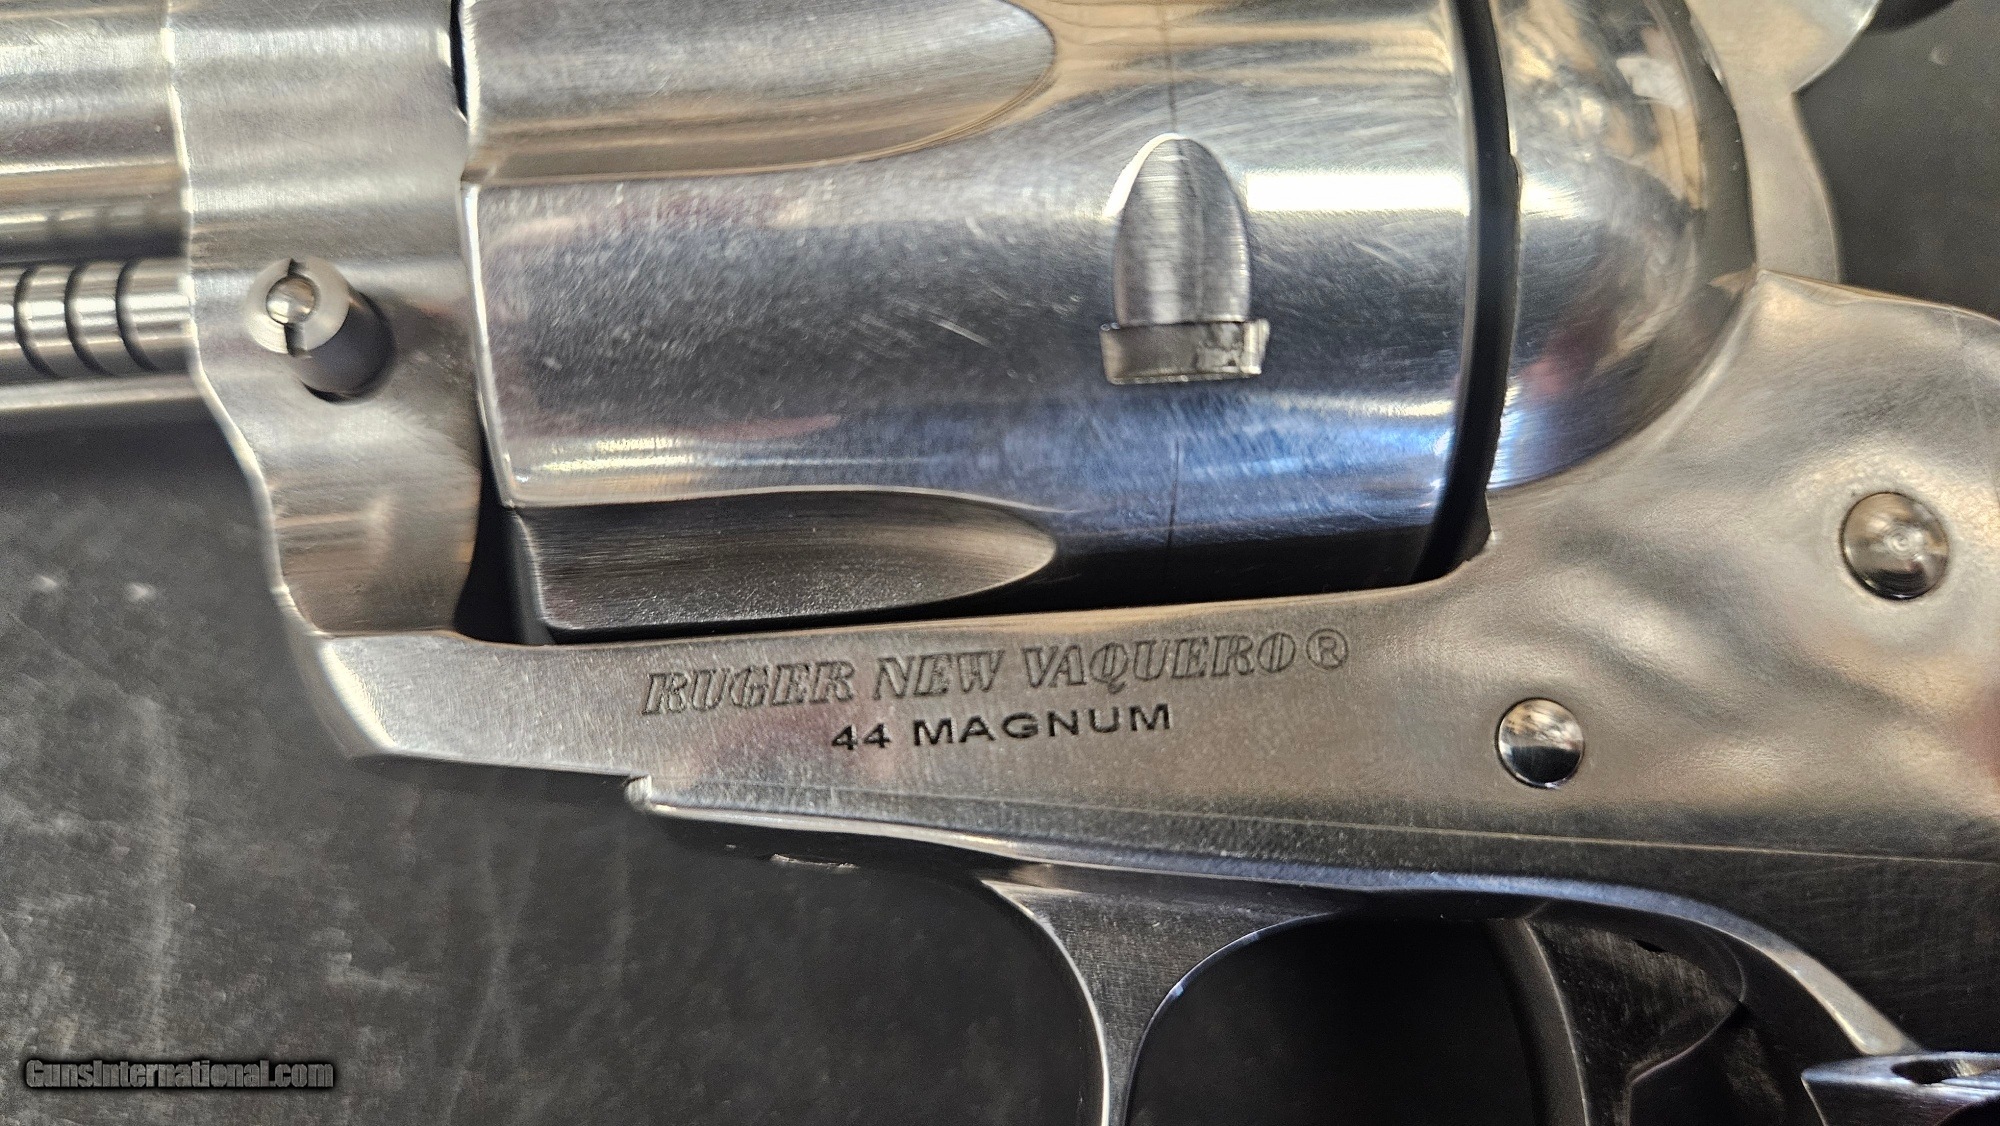 RUGER NEW VAQUERO®
44 MAGNUM
GunsInternational.com